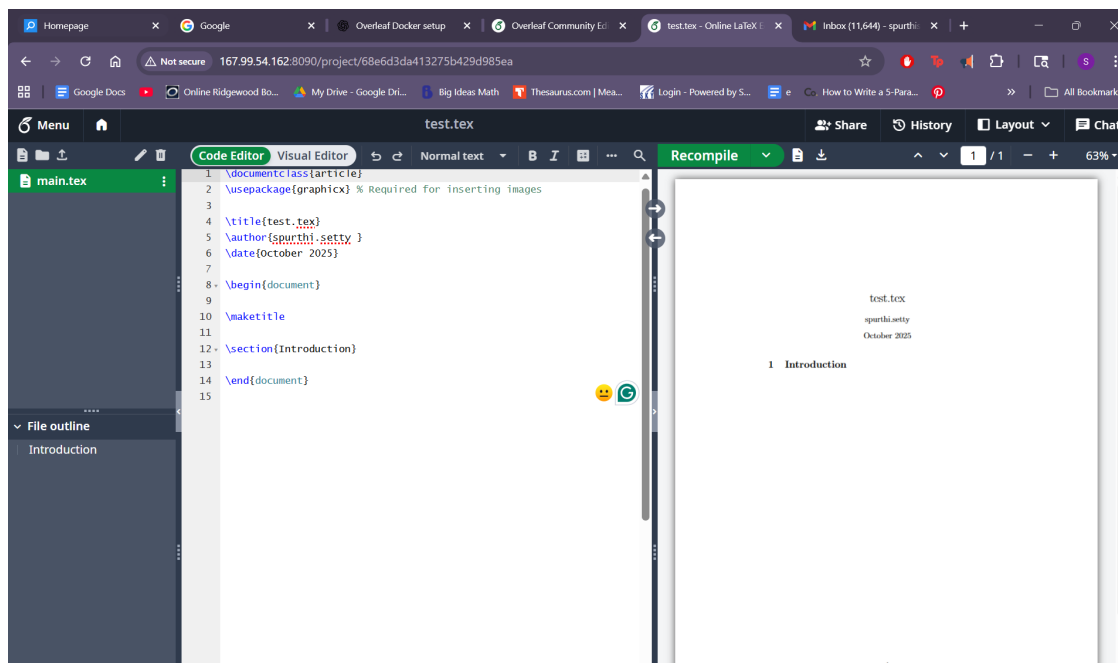 Homepage
Google
Overleaf Docker setup
Overleaf Community Edi
test.tex - Online LaTeX E
Inbox (11,644) - spurthi
Not secure 167.99.54.162:8090/project/68e6d3da413275b429d985ea
Google Docs
Online Ridgewood Bo...
My Drive - Google Dri...
Big Ideas Math
Thesaurus.com | Mea...
Login - Powered by S...
e
How to Write a 5-Para...
» All Bookmark
Menu
test.tex
Share
History
Layout
Chat
Code Editor
Visual Editor
Normal text
B I
Recompile
1 / 1
63%
main.tex
1 \documentclass{article}
2 \usepackage{graphicx} % Required for inserting images
3
4 \title{test.tex}
5 \author{spurthi.setty }
6 \date{October 2025}
7
8 \begin{document}
9
10 \maketitle
11
12 \section{Introduction}
13
14 \end{document}
15
File outline
Introduction
test.tex
spurthi.setty
October 2025
1 Introduction